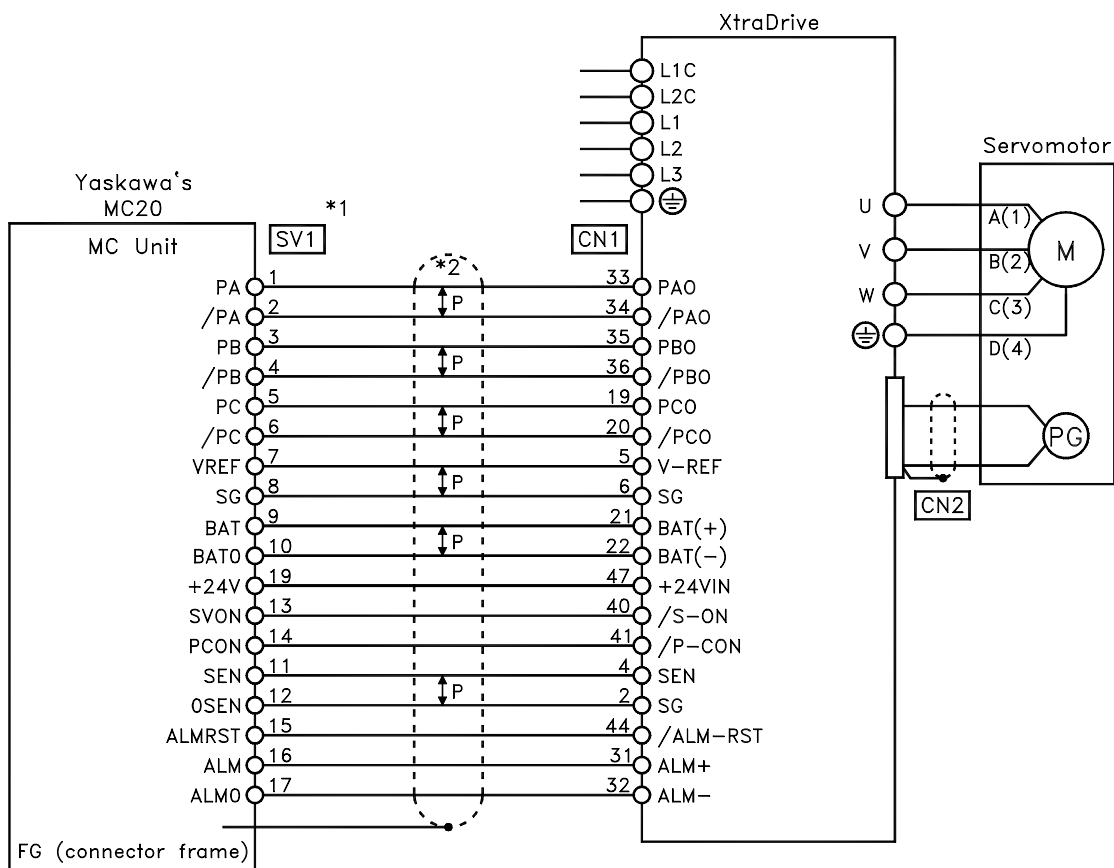 XtraDrive
L1C
L2C
L1
L2
L3
Servomotor
Yaskawa's
MC20
*1
MC Unit
SV1
CN1
U
A(1)
V
B(2)
W
C(3)
D(4)
M
*2
PA 1 33 PAO
P
/PA 2 34 /PAO
PB 3 35 PBO
P
/PB 4 36 /PBO
PC 5 19 PCO
P
/PC 6 20 /PCO
VREF 7 5 V-REF
P
SG 8 6 SG
BAT 9 21 BAT(+)
P
BAT0 10 22 BAT(-)
+24V 19 47 +24VIN
SVON 13 40 /S-ON
PCON 14 41 /P-CON
SEN 11 4 SEN
P
0SEN 12 2 SG
ALMRST 15 44 /ALM-RST
ALM 16 31 ALM+
ALM0 17 32 ALM-
PG
CN2
FG (connector frame)